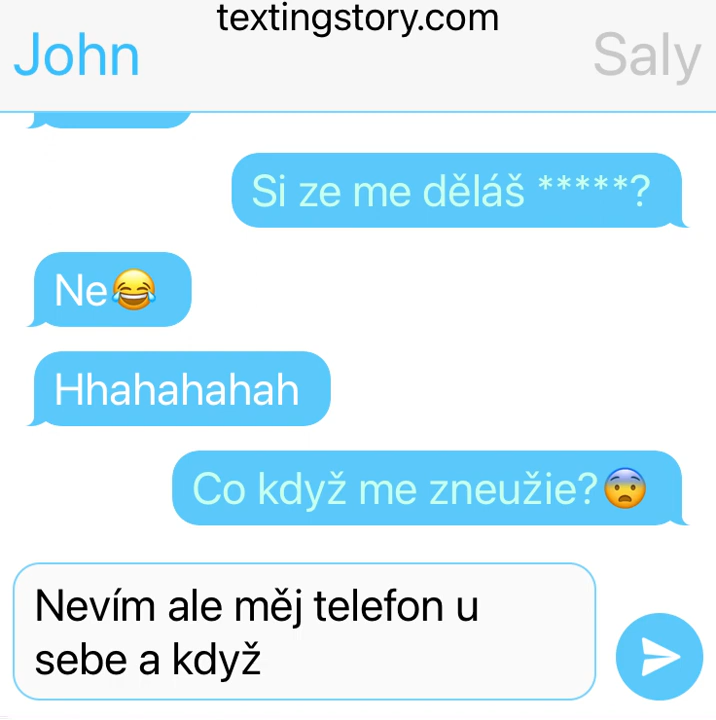 textingstory.com
John
Saly
Si ze me děláš *****?
Ne😂
Hhahahahah
Co když me zneužie?😨
Nevím ale měj telefon u
sebe a když